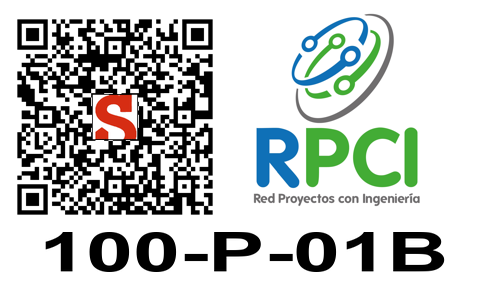 S
RPCI
Red Proyectos con Ingeniería
100-P-01B